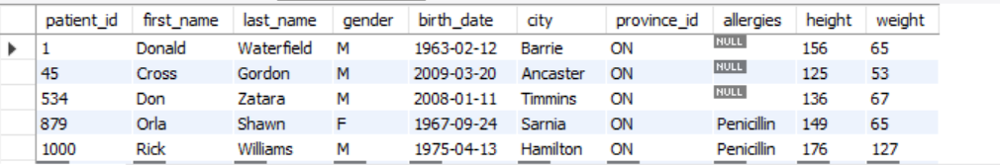 patient_id first_name last_name gender birth_date city province_id allergies height weight
1 Donald Waterfield M 1963-02-12 Barrie ON NULL 156 65
45 Cross Gordon M 2009-03-20 Ancaster ON NULL 125 53
534 Don Zatara M 2008-01-11 Timmins ON NULL 136 67
879 Orla Shawn F 1967-09-24 Sarnia ON Penicillin 149 65
1000 Rick Williams M 1975-04-13 Hamilton ON Penicillin 176 127